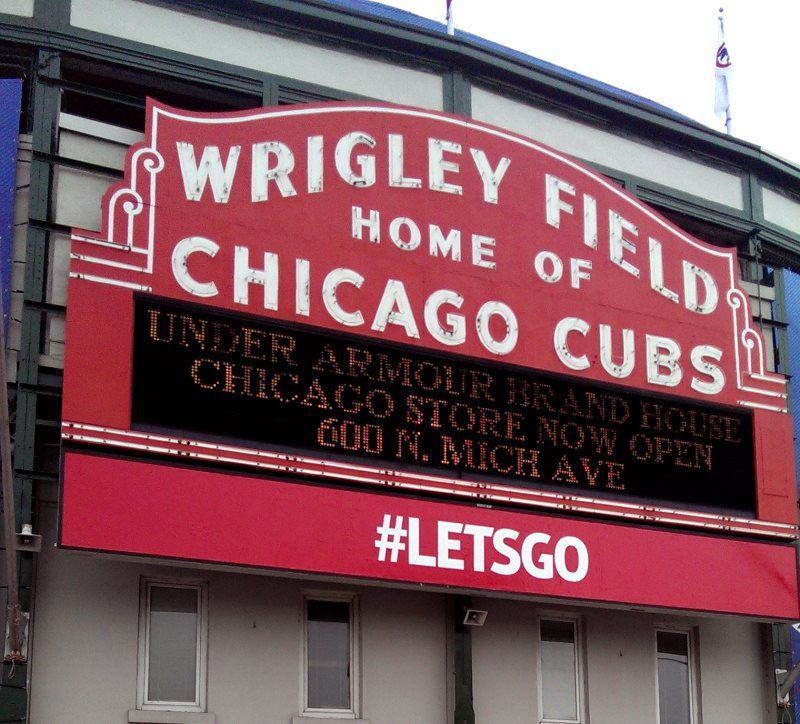 WRIGLEY FIELD
HOME OF
CHICAGO CUBS
UNDER ARMOUR BRAND HOUSE
CHICAGO STORE NOW OPEN
600 N. MICH AVE
#LETSGO